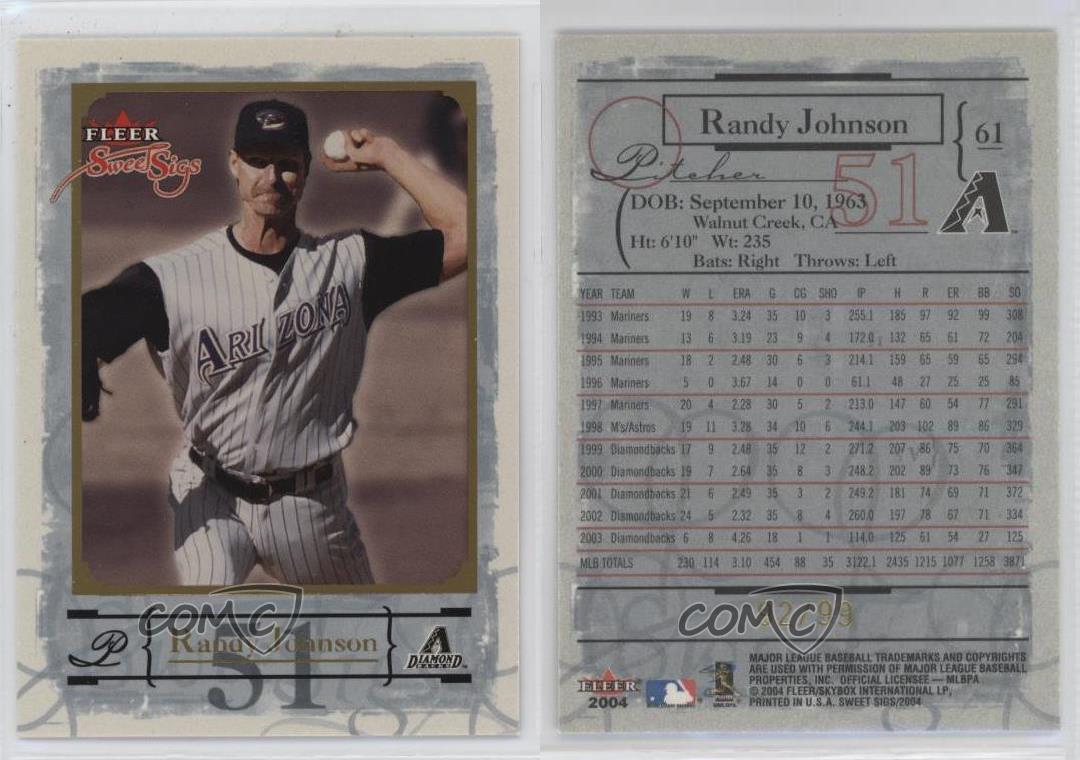 FLEER
Sweet Sigs
ARIZONA
COMC
P { Randy Johnson }
51
DIAMOND
BACKS
Randy Johnson
61
Pitcher
51
DOB: September 10, 1963
Walnut Creek, CA
Ht: 6'10" Wt: 235
Bats: Right Throws: Left
YEAR TEAM W L ERA G CG SHO IP H R ER BB SO
1993 Mariners 19 8 3.24 35 10 3 255.1 185 97 92 99 308
1994 Mariners 13 6 3.19 23 9 4 172.0 132 65 61 72 204
1995 Mariners 18 2 2.48 30 6 3 214.1 159 65 59 65 294
1996 Mariners 5 0 3.67 14 0 0 61.1 48 27 25 25 85
1997 Mariners 20 4 2.28 30 5 2 213.0 147 60 54 77 291
1998 M's/Astros 19 11 3.28 34 10 6 244.1 203 102 89 86 329
1999 Diamondbacks 17 9 2.48 35 12 2 271.2 207 86 75 70 364
2000 Diamondbacks 19 7 2.64 35 8 3 248.2 202 89 73 76 347
2001 Diamondbacks 21 6 2.49 35 3 2 249.2 181 74 69 71 372
2002 Diamondbacks 24 5 2.32 35 8 4 260.0 197 78 67 71 334
2003 Diamondbacks 6 8 4.26 18 1 1 114.0 125 61 54 27 125
MLB TOTALS 230 114 3.10 454 88 35 3122.1 2435 1215 1077 1258 3871
COMC
92/99
FLEER
2004
MAJOR LEAGUE BASEBALL TRADEMARKS AND COPYRIGHTS
ARE USED WITH PERMISSION OF MAJOR LEAGUE BASEBALL
PROPERTIES, INC. OFFICIAL LICENSEE — MLBPA
© 2004 FLEER/SKYBOX INTERNATIONAL LP,
PRINTED IN U.S.A. SWEET SIGS/2004